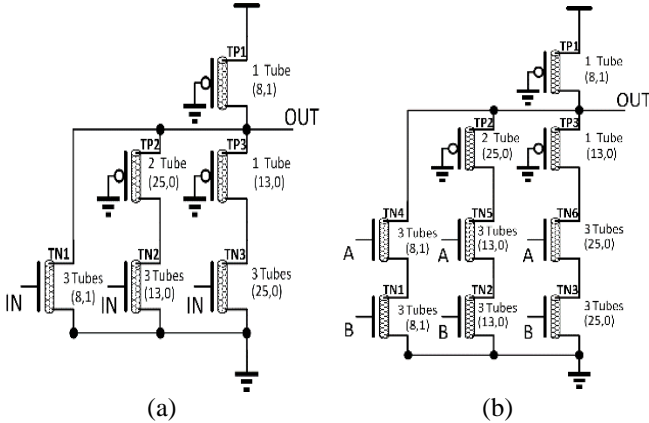 TP1
1 Tube
(8,1)
OUT
TP2
2 Tube
(25,0)
TP3
1 Tube
(13,0)
TN1
3 Tubes
(8,1)
IN
TN2
3 Tubes
(13,0)
IN
TN3
3 Tubes
(25,0)
IN
(a)
TP1
1 Tube
(8,1)
OUT
TP2
2 Tube
(25,0)
TP3
1 Tube
(13,0)
TN4
3 Tubes
(8,1)
A
TN5
3 Tubes
(13,0)
A
TN6
3 Tubes
(25,0)
A
TN1
3 Tubes
(8,1)
B
TN2
3 Tubes
(13,0)
B
TN3
3 Tubes
(25,0)
B
(b)